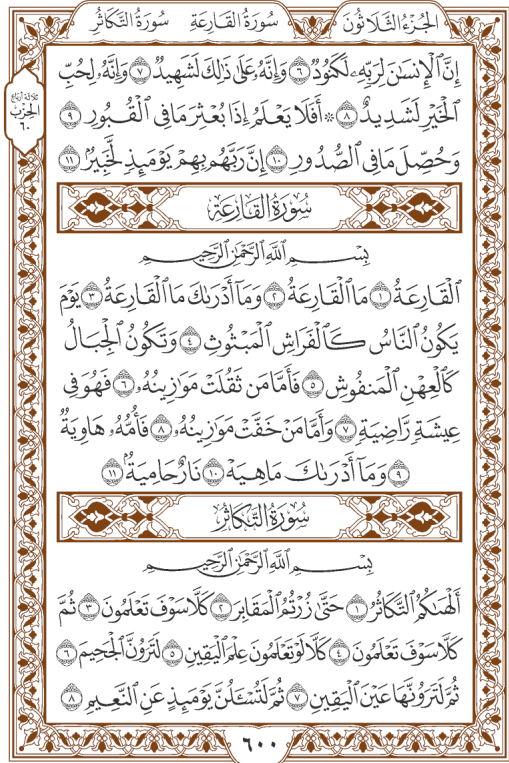 الجُزْءُ الثَّلَاثُونَ سُورَةُ القَارِعَةِ سُورَةُ التَّكَاثُرِ
إِنَّ ٱلْإِنسَٰنَ لِرَبِّهِۦ لَكَنُودٌ ٦ وَإِنَّهُۥ عَلَىٰ ذَٰلِكَ لَشَهِيدٌ ٧ وَإِنَّهُۥ لِحُبِّ
ٱلْخَيْرِ لَشَدِيدٌ ٨ ۞ أَفَلَا يَعْلَمُ إِذَا بُعْثِرَ مَا فِى ٱلْقُبُورِ ٩
ثلاثة أرباع
الحِزْب
٦٠
وَحُصِّلَ مَا فِى ٱلصُّدُورِ ١٠ إِنَّ رَبَّهُم بِهِمْ يَوْمَئِذٍ لَّخَبِيرٌۢ ١١
سُورَةُ القَارِعَةِ
بِسْمِ ٱللَّهِ ٱلرَّحْمَٰنِ ٱلرَّحِيمِ
ٱلْقَارِعَةُ ١ مَا ٱلْقَارِعَةُ ٢ وَمَآ أَدْرَىٰكَ مَا ٱلْقَارِعَةُ ٣ يَوْمَ
يَكُونُ ٱلنَّاسُ كَٱلْفَرَاشِ ٱلْمَبْثُوثِ ٤ وَتَكُونُ ٱلْجِبَالُ
كَٱلْعِهْنِ ٱلْمَنفُوشِ ٥ فَأَمَّا مَن ثَقُلَتْ مَوَٰزِينُهُۥ ٦ فَهُوَ فِى
عِيشَةٍ رَّاضِيَةٍ ٧ وَأَمَّا مَنْ خَفَّتْ مَوَٰزِينُهُۥ ٨ فَأُمُّهُۥ هَاوِيَةٌ
٩ وَمَآ أَدْرَىٰكَ مَا هِيَهْ ١٠ نَارٌ حَامِيَةٌۢ ١١
سُورَةُ التَّكَاثُرِ
بِسْمِ ٱللَّهِ ٱلرَّحْمَٰنِ ٱلرَّحِيمِ
أَلْهَىٰكُمُ ٱلتَّكَاثُرُ ١ حَتَّىٰ زُرْتُمُ ٱلْمَقَابِرَ ٢ كَلَّا سَوْفَ تَعْلَمُونَ ٣ ثُمَّ
كَلَّا سَوْفَ تَعْلَمُونَ ٤ كَلَّا لَوْ تَعْلَمُونَ عِلْمَ ٱلْيَقِينِ ٥ لَتَرَوُنَّ ٱلْجَحِيمَ ٦
ثُمَّ لَتَرَوُنَّهَا عَيْنَ ٱلْيَقِينِ ٧ ثُمَّ لَتُسْـَٔلُنَّ يَوْمَئِذٍ عَنِ ٱلنَّعِيمِ ٨
٦٠٠